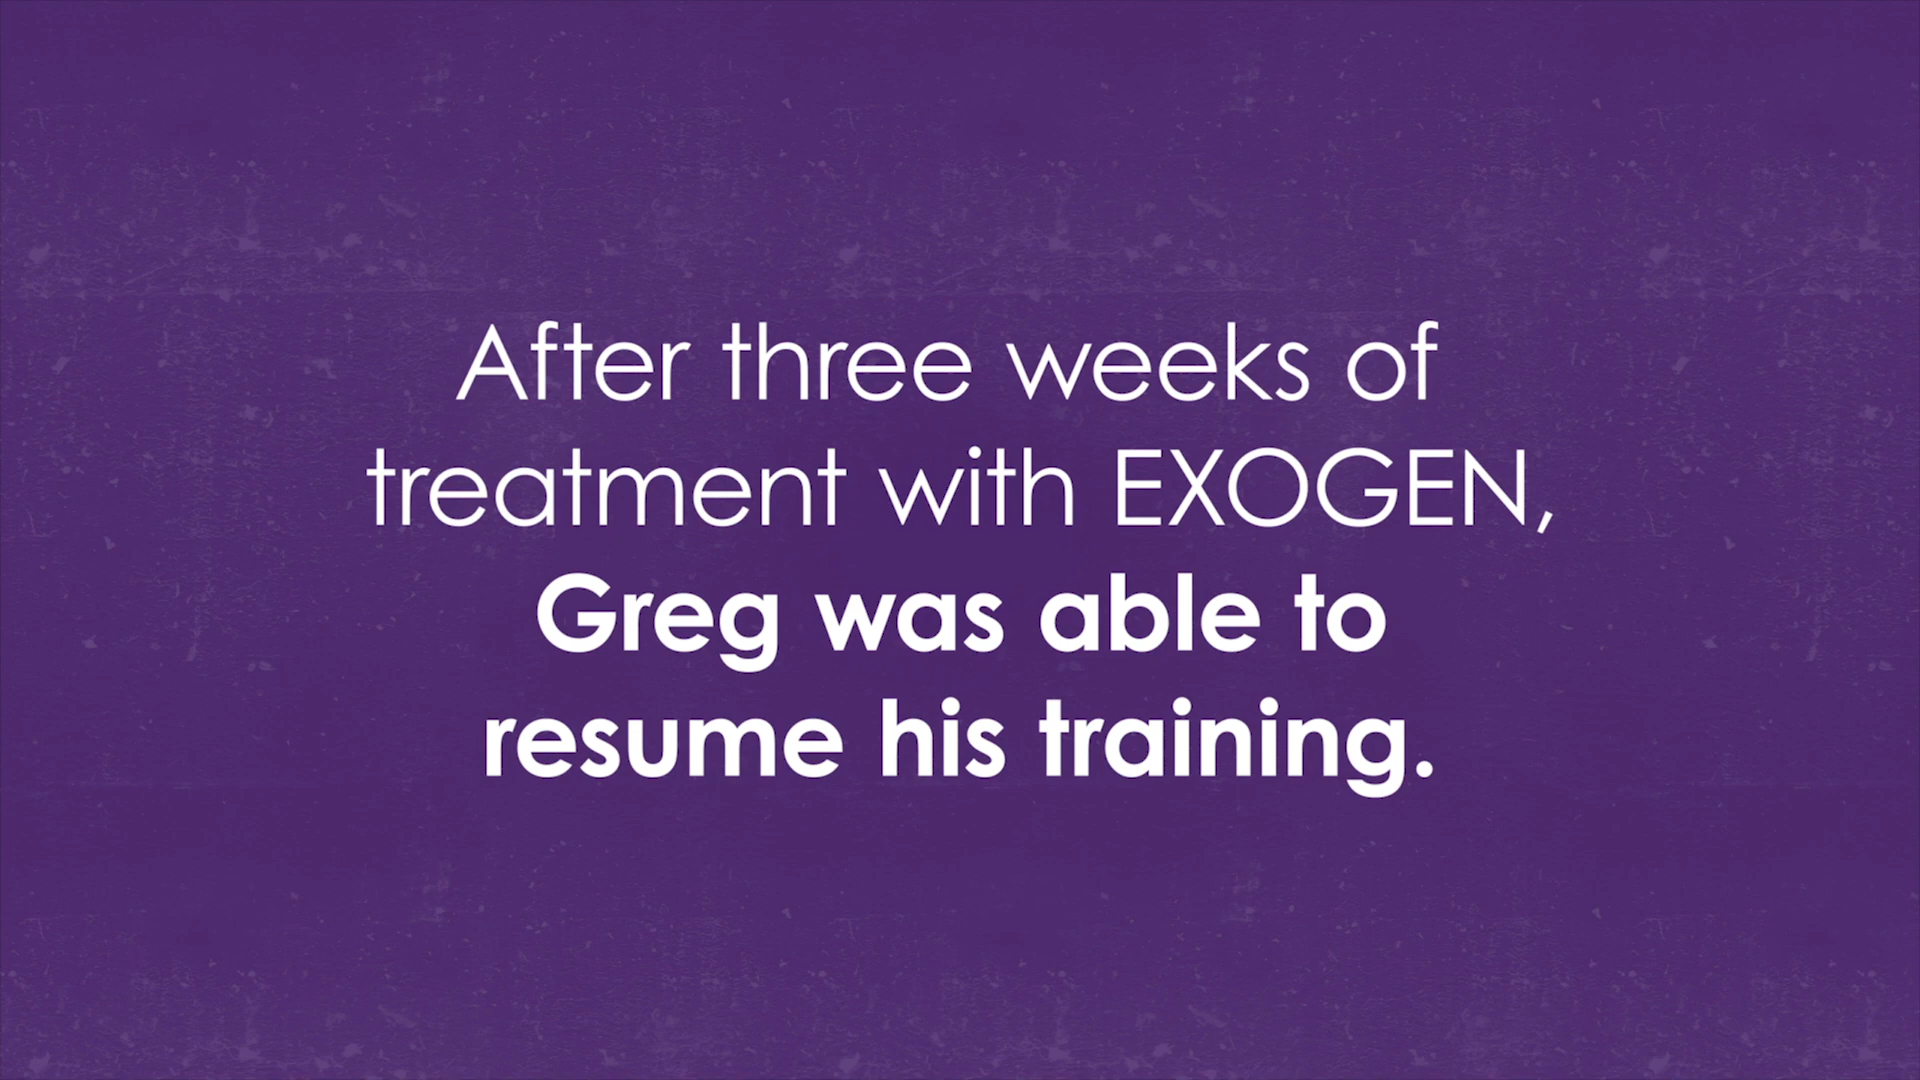 After three weeks of
treatment with EXOGEN,
Greg was able to
resume his training.